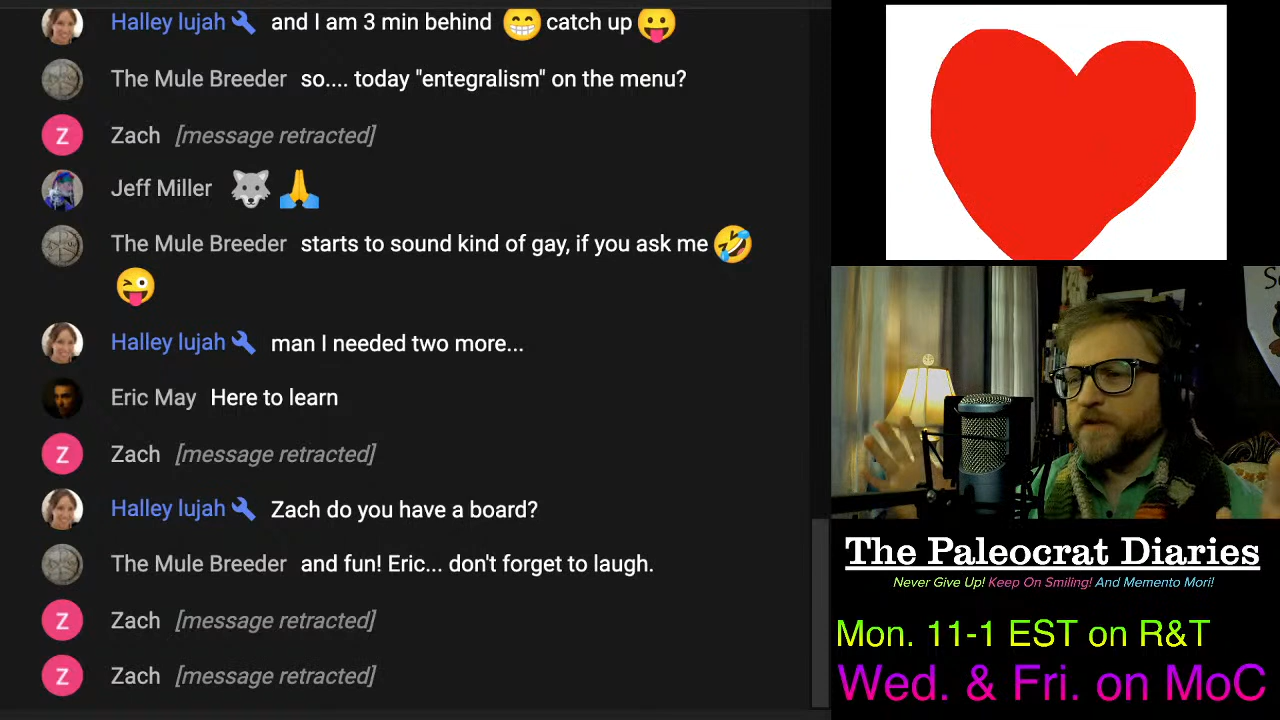 Halley lujah and I am 3 min behind 😁 catch up 😛
The Mule Breeder so.... today "entegralism" on the menu?
Z Zach [message retracted]
Jeff Miller 🐺🙏
The Mule Breeder starts to sound kind of gay, if you ask me 🤣
😜
Halley lujah man I needed two more...
Eric May Here to learn
Z Zach [message retracted]
Halley lujah Zach do you have a board?
The Mule Breeder and fun! Eric... don't forget to laugh.
Z Zach [message retracted]
Z Zach [message retracted]
The Paleocrat Diaries
Never Give Up! Keep On Smiling! And Memento Mori!
Mon. 11-1 EST on R&T
Wed. & Fri. on MoC